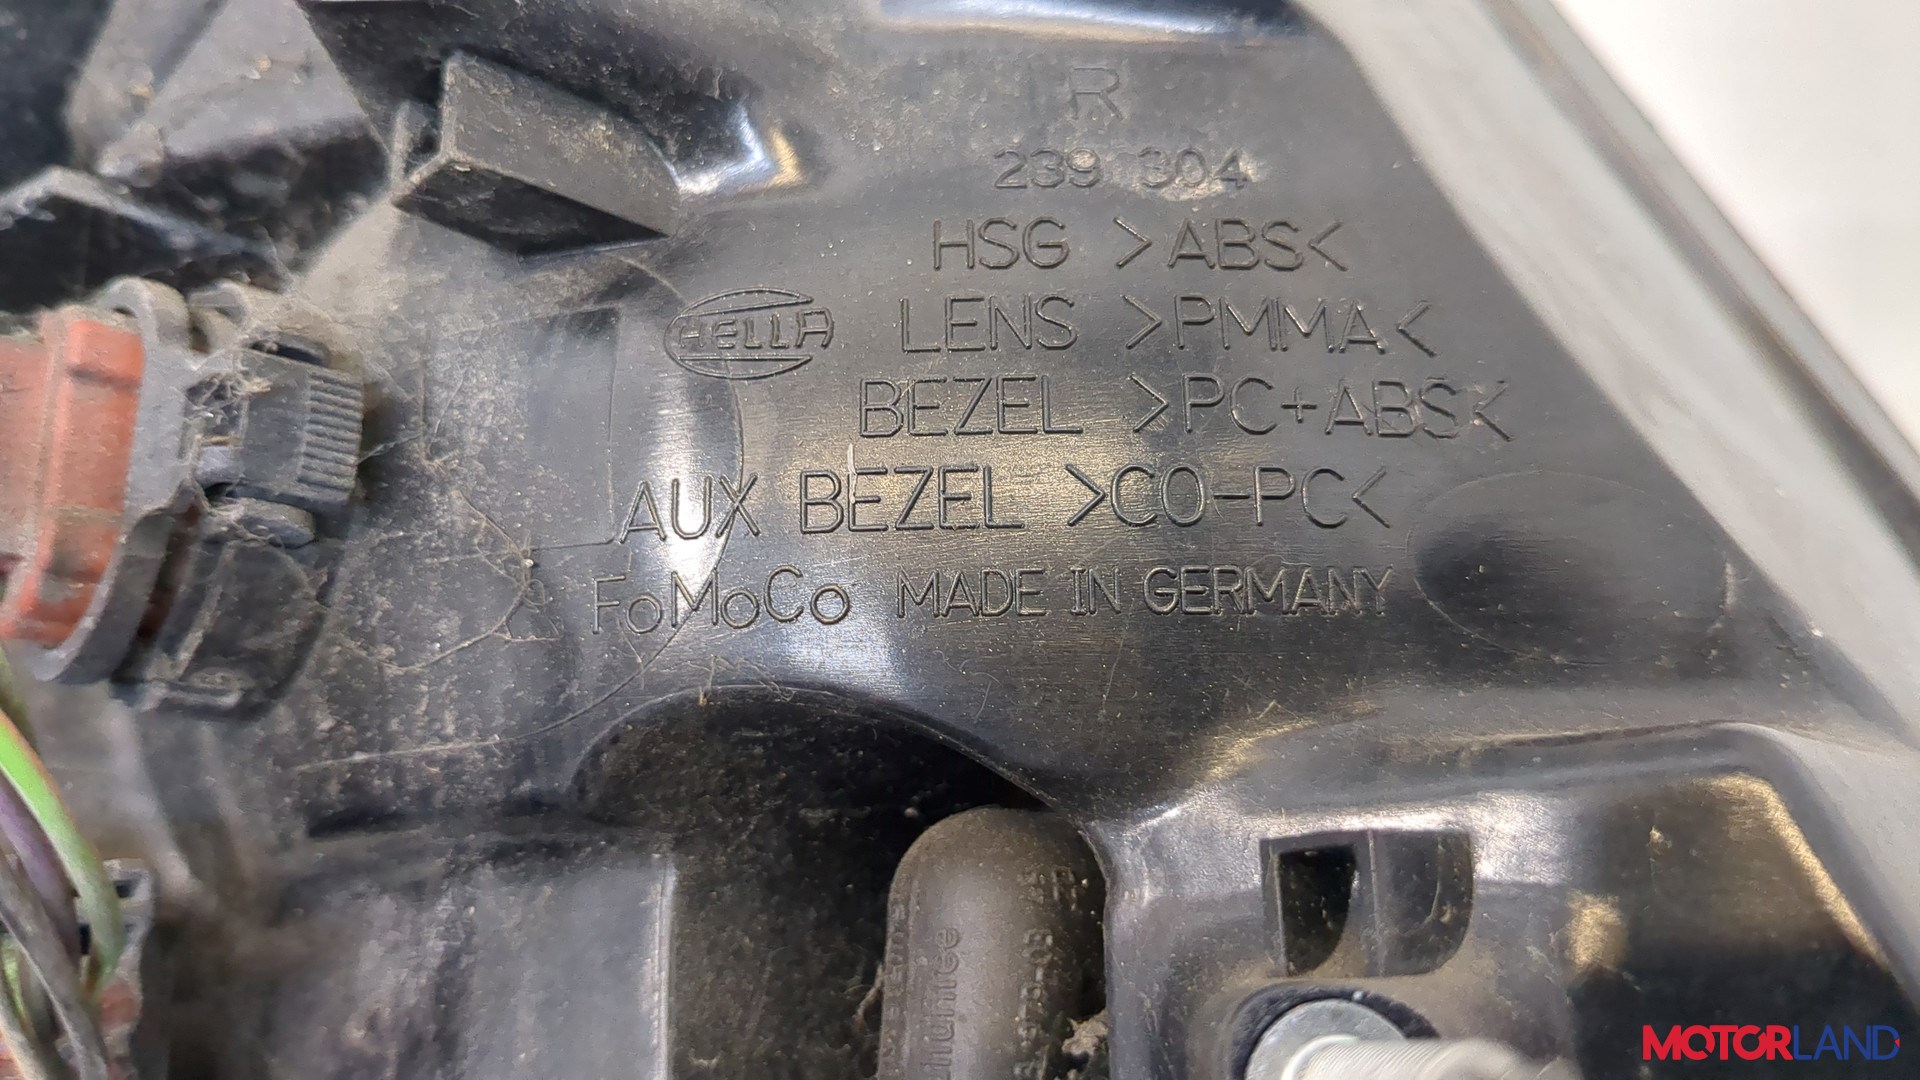 R
239 304
HSG >ABS<
HELLA LENS >PMMA<
BEZEL >PC+ABS<
AUX BEZEL >CO-PC<
FoMoCo MADE IN GERMANY
MOTORLAND